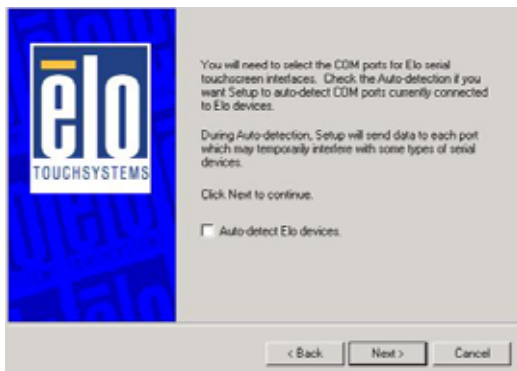 ēlo
TOUCHSYSTEMS
You will need to select the COM ports for Elo serial
touchscreen interfaces. Check the Auto-detection if you
want Setup to auto-detect COM ports currently connected
to Elo devices.
During Auto-detection, Setup will send data to each port
which may temporarily interfere with some types of serial
devices.
Click Next to continue.
Auto-detect Elo devices.
< Back
Next >
Cancel